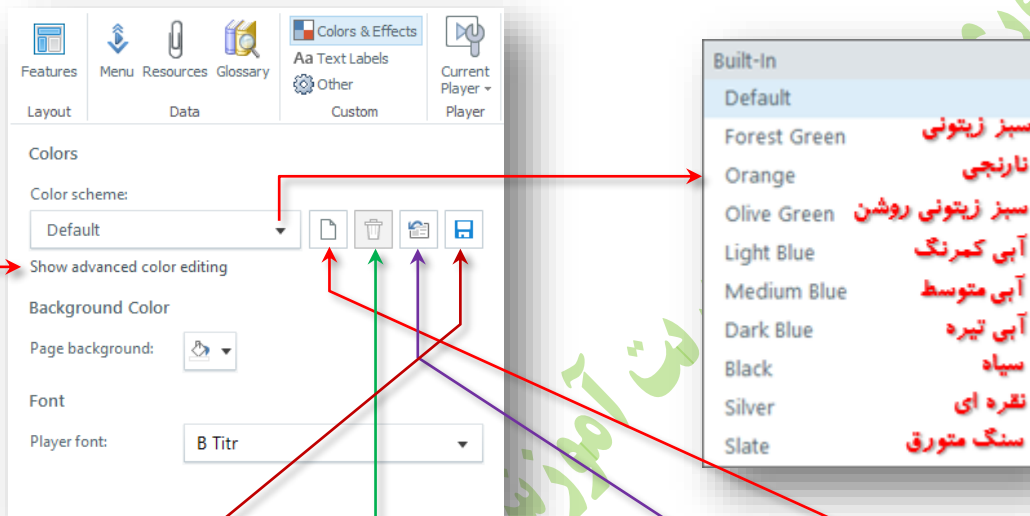 Features
Menu
Resources
Glossary
Colors & Effects
Aa Text Labels
Other
Current Player
Layout
Data
Custom
Player
Colors
Color scheme:
Default
Show advanced color editing
Background Color
Page background:
Font
Player font:
B Titr
Built-In
Default
Forest Green سبز زیتونی
Orange نارنجی
Olive Green سبز زیتونی روشن
Light Blue آبی کمرنگ
Medium Blue آبی متوسط
Dark Blue آبی تیره
Black سیاه
Silver نقره ای
Slate سنگ متورق